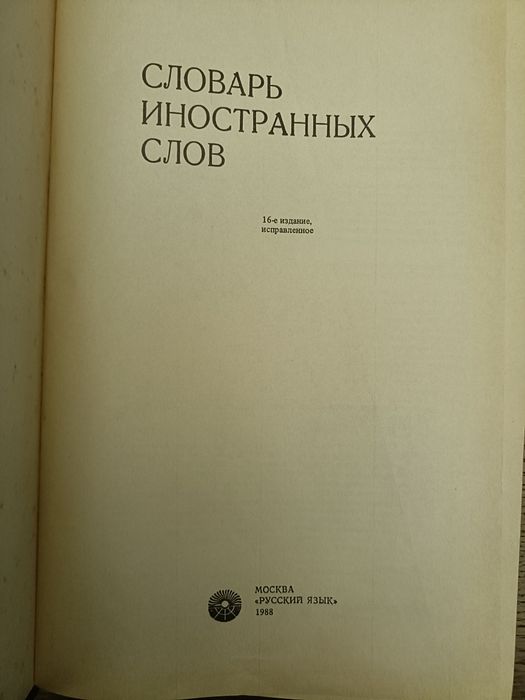 СЛОВАРЬ
ИНОСТРАННЫХ
СЛОВ
16-е издание,
исправленное
МОСКВА
«РУССКИЙ ЯЗЫК»
1988